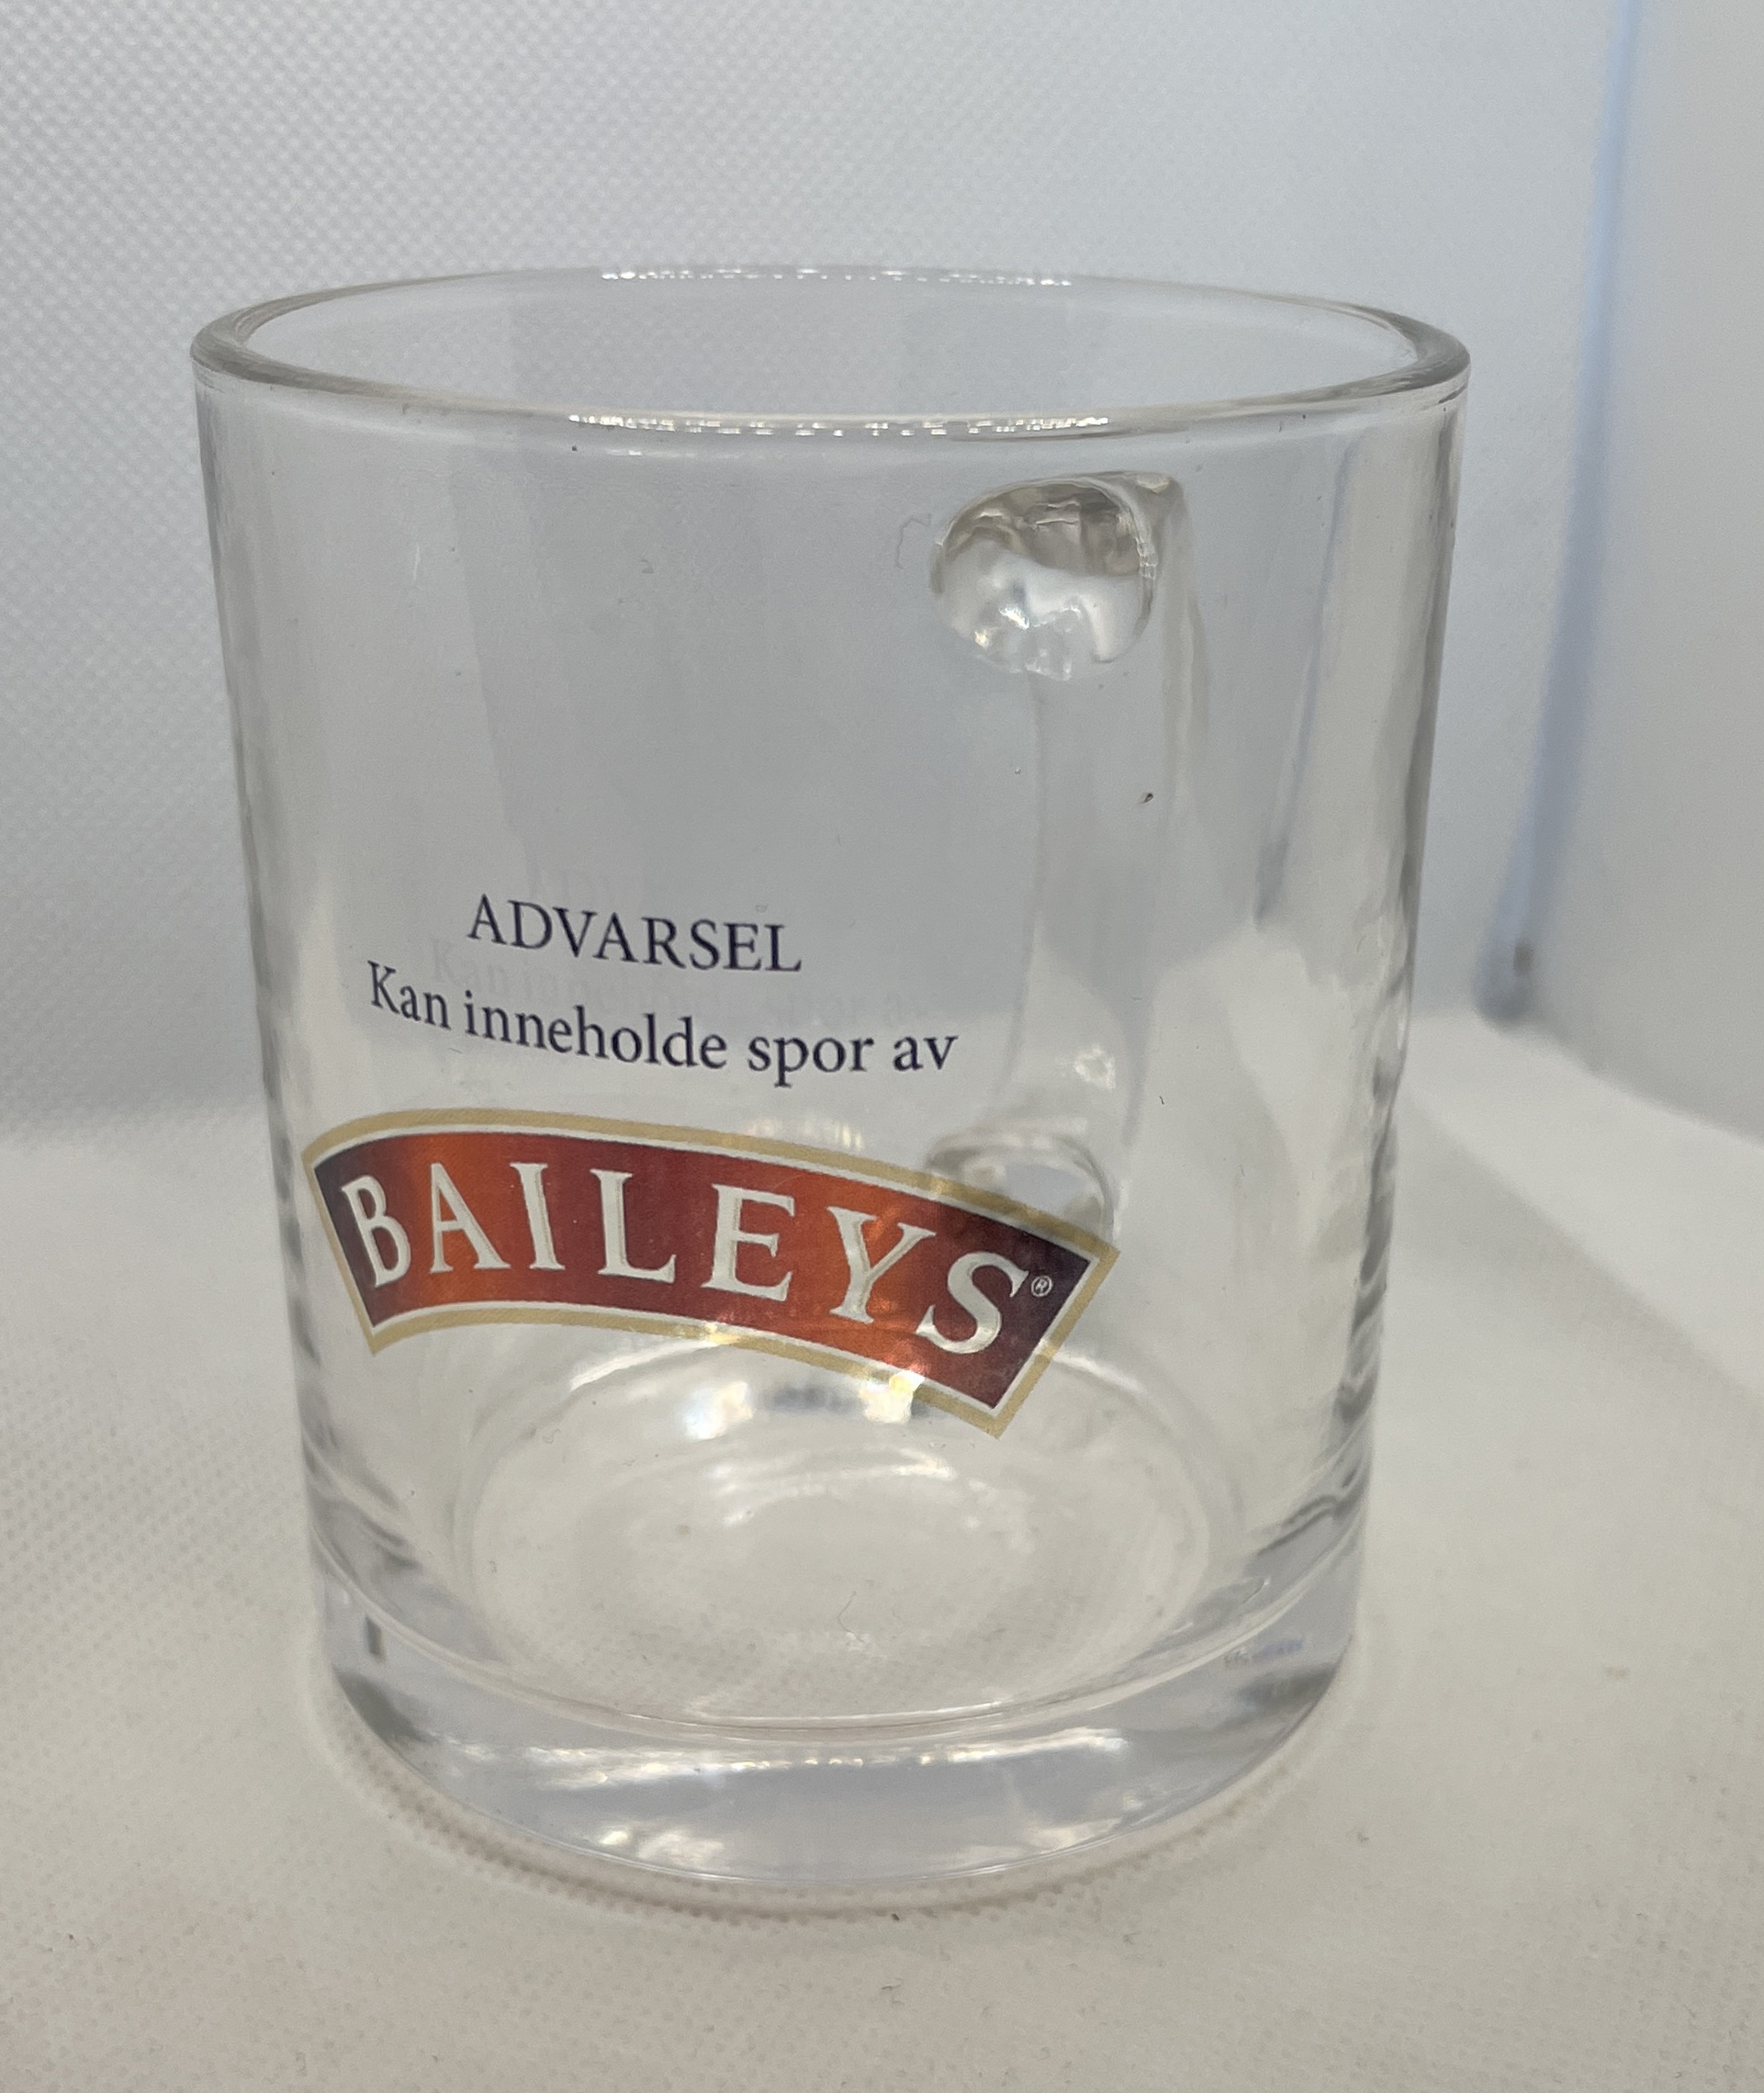 ADVARSEL
Kan inneholde spor av
BAILEYS®